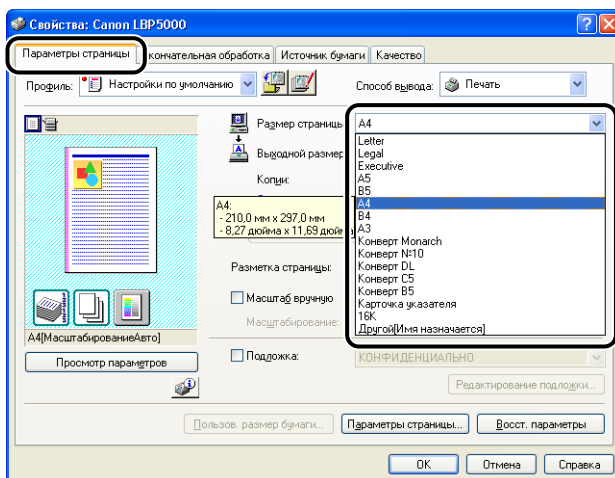 Свойства: Canon LBP5000
Параметры страницы
кончательная обработка
Источник бумаги
Качество
Профиль:
Настройки по умолчанию
Способ вывода:
Печать
Размер страницы
A4
Выходной размер
Letter
Legal
Executive
A5
B5
A4
B4
A3
Конверт Monarch
Конверт №10
Конверт DL
Конверт C5
Конверт B5
Карточка указателя
16K
Другой[Имя назначается]
Копии:
A4:
- 210,0 мм x 297,0 мм
- 8,27 дюйма x 11,69 дюйм
Разметка страницы:
Масштаб вручную
Масштабирование:
A4[МасштабированиеАвто]
Просмотр параметров
Подложка:
КОНФИДЕНЦИАЛЬНО
Редактирование подложки...
Пользов. размер бумаги...
Параметры страницы...
Восст. параметры
OK
Отмена
Справка